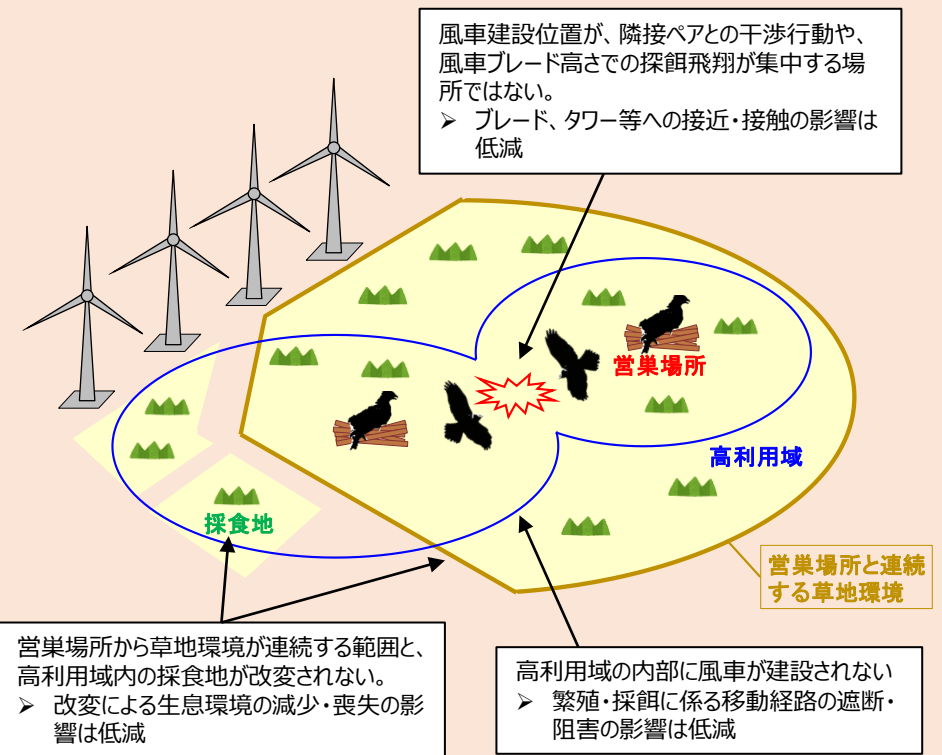 風車建設位置が、隣接ペアとの干渉行動や、
風車ブレード高さでの探餌飛翔が集中する場
所ではない。
➢ ブレード、タワー等への接近・接触の影響は
低減
営巣場所
高利用域
採食地
営巣場所と連続
する草地環境
営巣場所から草地環境が連続する範囲と、
高利用域内の採食地が改変されない。
➢ 改変による生息環境の減少・喪失の影
響は低減
高利用域の内部に風車が建設されない
➢ 繁殖・採餌に係る移動経路の遮断・
阻害の影響は低減